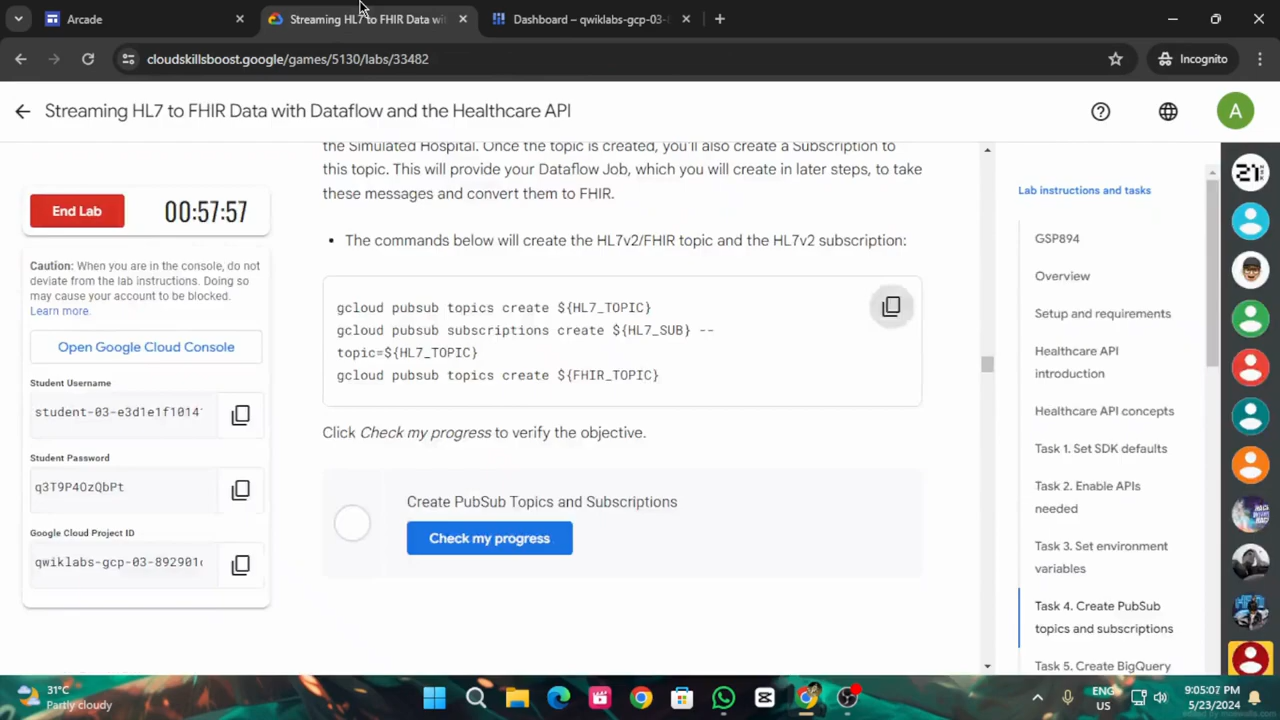 Arcade
Streaming HL7 to FHIR Data wi
Dashboard – qwiklabs-gcp-03-
cloudskillsboost.google/games/5130/labs/33482
Incognito
Streaming HL7 to FHIR Data with Dataflow and the Healthcare API
A
the Simulated Hospital. Once the topic is created, you'll also create a Subscription to
this topic. This will provide your Dataflow Job, which you will create in later steps, to take
these messages and convert them to FHIR.
• The commands below will create the HL7v2/FHIR topic and the HL7v2 subscription:
gcloud pubsub topics create ${HL7_TOPIC}
gcloud pubsub subscriptions create ${HL7_SUB} --
topic=${HL7_TOPIC}
gcloud pubsub topics create ${FHIR_TOPIC}
Click Check my progress to verify the objective.
Create PubSub Topics and Subscriptions
Check my progress
End Lab
00:57:57
Caution: When you are in the console, do not
deviate from the lab instructions. Doing so
may cause your account to be blocked.
Learn more.
Open Google Cloud Console
Student Username
student-03-e3d1e1f1014
Student Password
q3T9P4OzQbPt
Google Cloud Project ID
qwiklabs-gcp-03-892901
Lab instructions and tasks
GSP894
Overview
Setup and requirements
Healthcare API
introduction
Healthcare API concepts
Task 1. Set SDK defaults
Task 2. Enable APIs
needed
Task 3. Set environment
variables
Task 4. Create PubSub
topics and subscriptions
Task 5. Create BigQuery
31°C
Partly cloudy
ENG
US
9:05:07 PM
5/23/2024